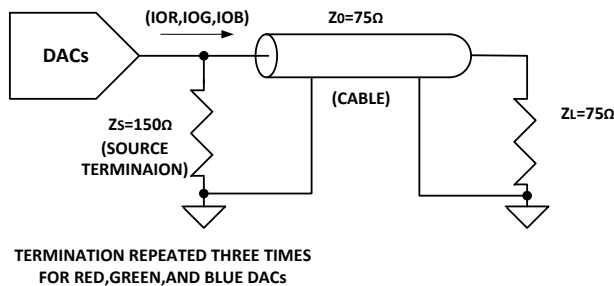 (IOR,IOG,IOB)
Z0=75Ω
DACs
(CABLE)
ZS=150Ω
(SOURCE
TERMINAION)
ZL=75Ω
TERMINATION REPEATED THREE TIMES
FOR RED,GREEN,AND BLUE DACs